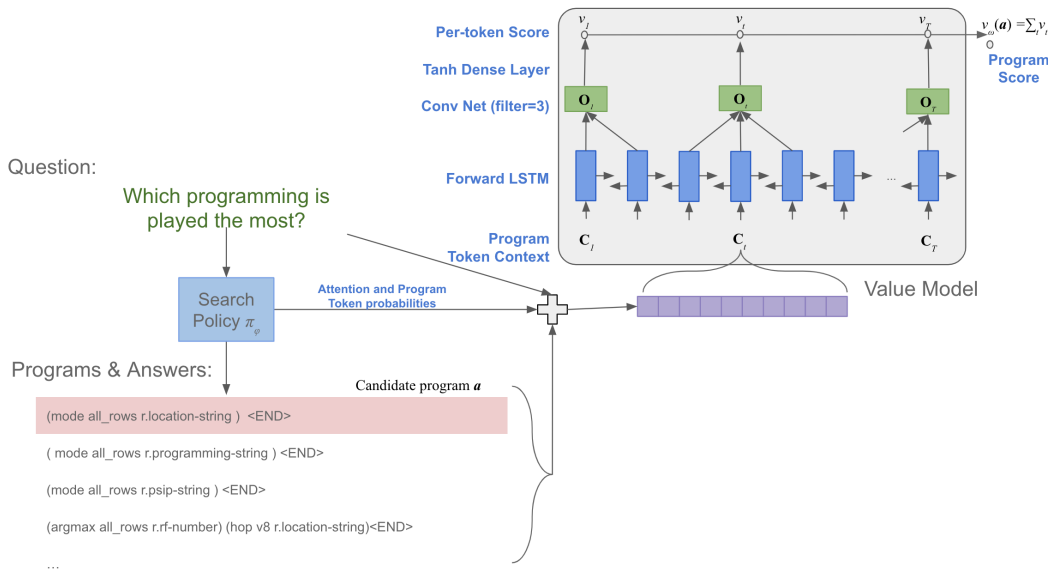 Question:
Which programming is
played the most?
Search
Policy π_φ
Attention and Program
Token probabilities
Programs & Answers:
Candidate program a
(mode all_rows r.location-string ) <END>
( mode all_rows r.programming-string ) <END>
(mode all_rows r.psip-string ) <END>
(argmax all_rows r.rf-number) (hop v8 r.location-string)<END>
...
Per-token Score
v_1 v_t v_T
v_ω(a) =∑_t v_t
Program
Score
Tanh Dense Layer
Conv Net (filter=3)
O_1 O_t O_T
Forward LSTM
...
Program
Token Context
C_1 C_t C_T
Value Model